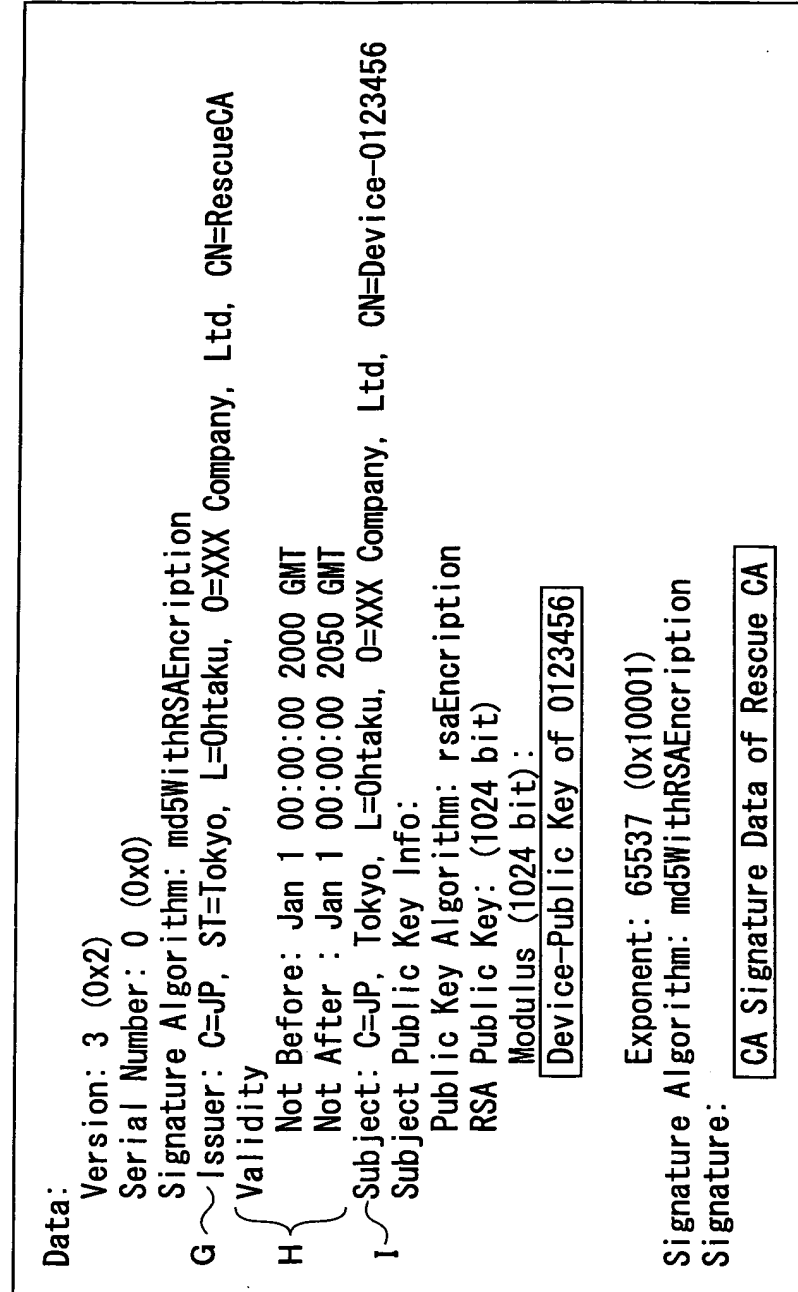 Data:
Version: 3 (0x2)
Serial Number: 0 (0x0)
Signature Algorithm: md5WithRSAEncription
G Issuer: C=JP, ST=Tokyo, L=Ohtaku, O=XXX Company, Ltd, CN=RescueCA
Validity
H Not Before: Jan 1 00:00:00 2000 GMT
Not After : Jan 1 00:00:00 2050 GMT
I Subject: C=JP, Tokyo, L=Ohtaku, O=XXX Company, Ltd, CN=Device-0123456
Subject Public Key Info:
Public Key Algorithm: rsaEncription
RSA Public Key: (1024 bit)
Modulus (1024 bit):
Device-Public Key of 0123456
Exponent: 65537 (0x10001)
Signature Algorithm: md5WithRSAEncription
Signature:
CA Signature Data of Rescue CA